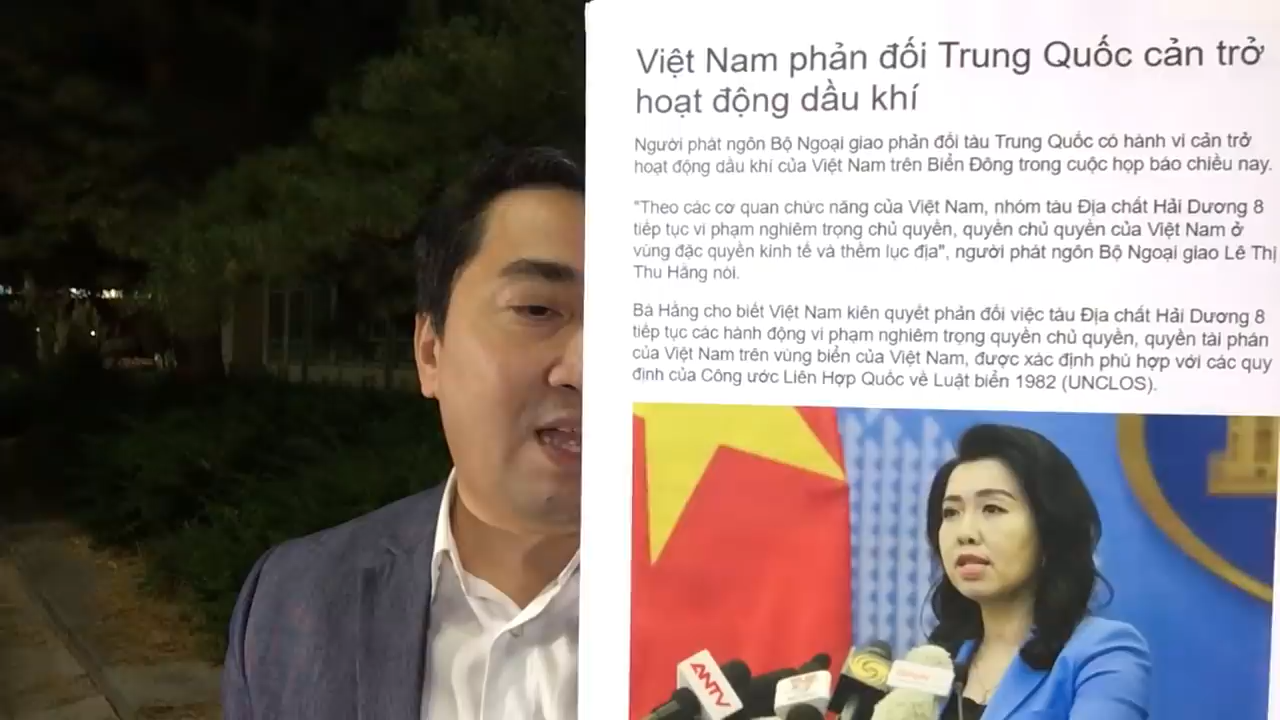 Việt Nam phản đối Trung Quốc cản trở
hoạt động dầu khí
Người phát ngôn Bộ Ngoại giao phản đối tàu Trung Quốc có hành vi cản trở
hoạt động dầu khí của Việt Nam trên Biển Đông trong cuộc họp báo chiều nay.
"Theo các cơ quan chức năng của Việt Nam, nhóm tàu Địa chất Hải Dương 8
tiếp tục vi phạm nghiêm trọng chủ quyền, quyền chủ quyền của Việt Nam ở
vùng đặc quyền kinh tế và thềm lục địa", người phát ngôn Bộ Ngoại giao Lê Thị
Thu Hằng nói.
Bà Hằng cho biết Việt Nam kiên quyết phản đối việc tàu Địa chất Hải Dương 8
tiếp tục các hành động vi phạm nghiêm trọng quyền chủ quyền, quyền tài phán
của Việt Nam trên vùng biển của Việt Nam, được xác định phù hợp với các quy
định của Công ước Liên Hợp Quốc về Luật biển 1982 (UNCLOS).
ANTV